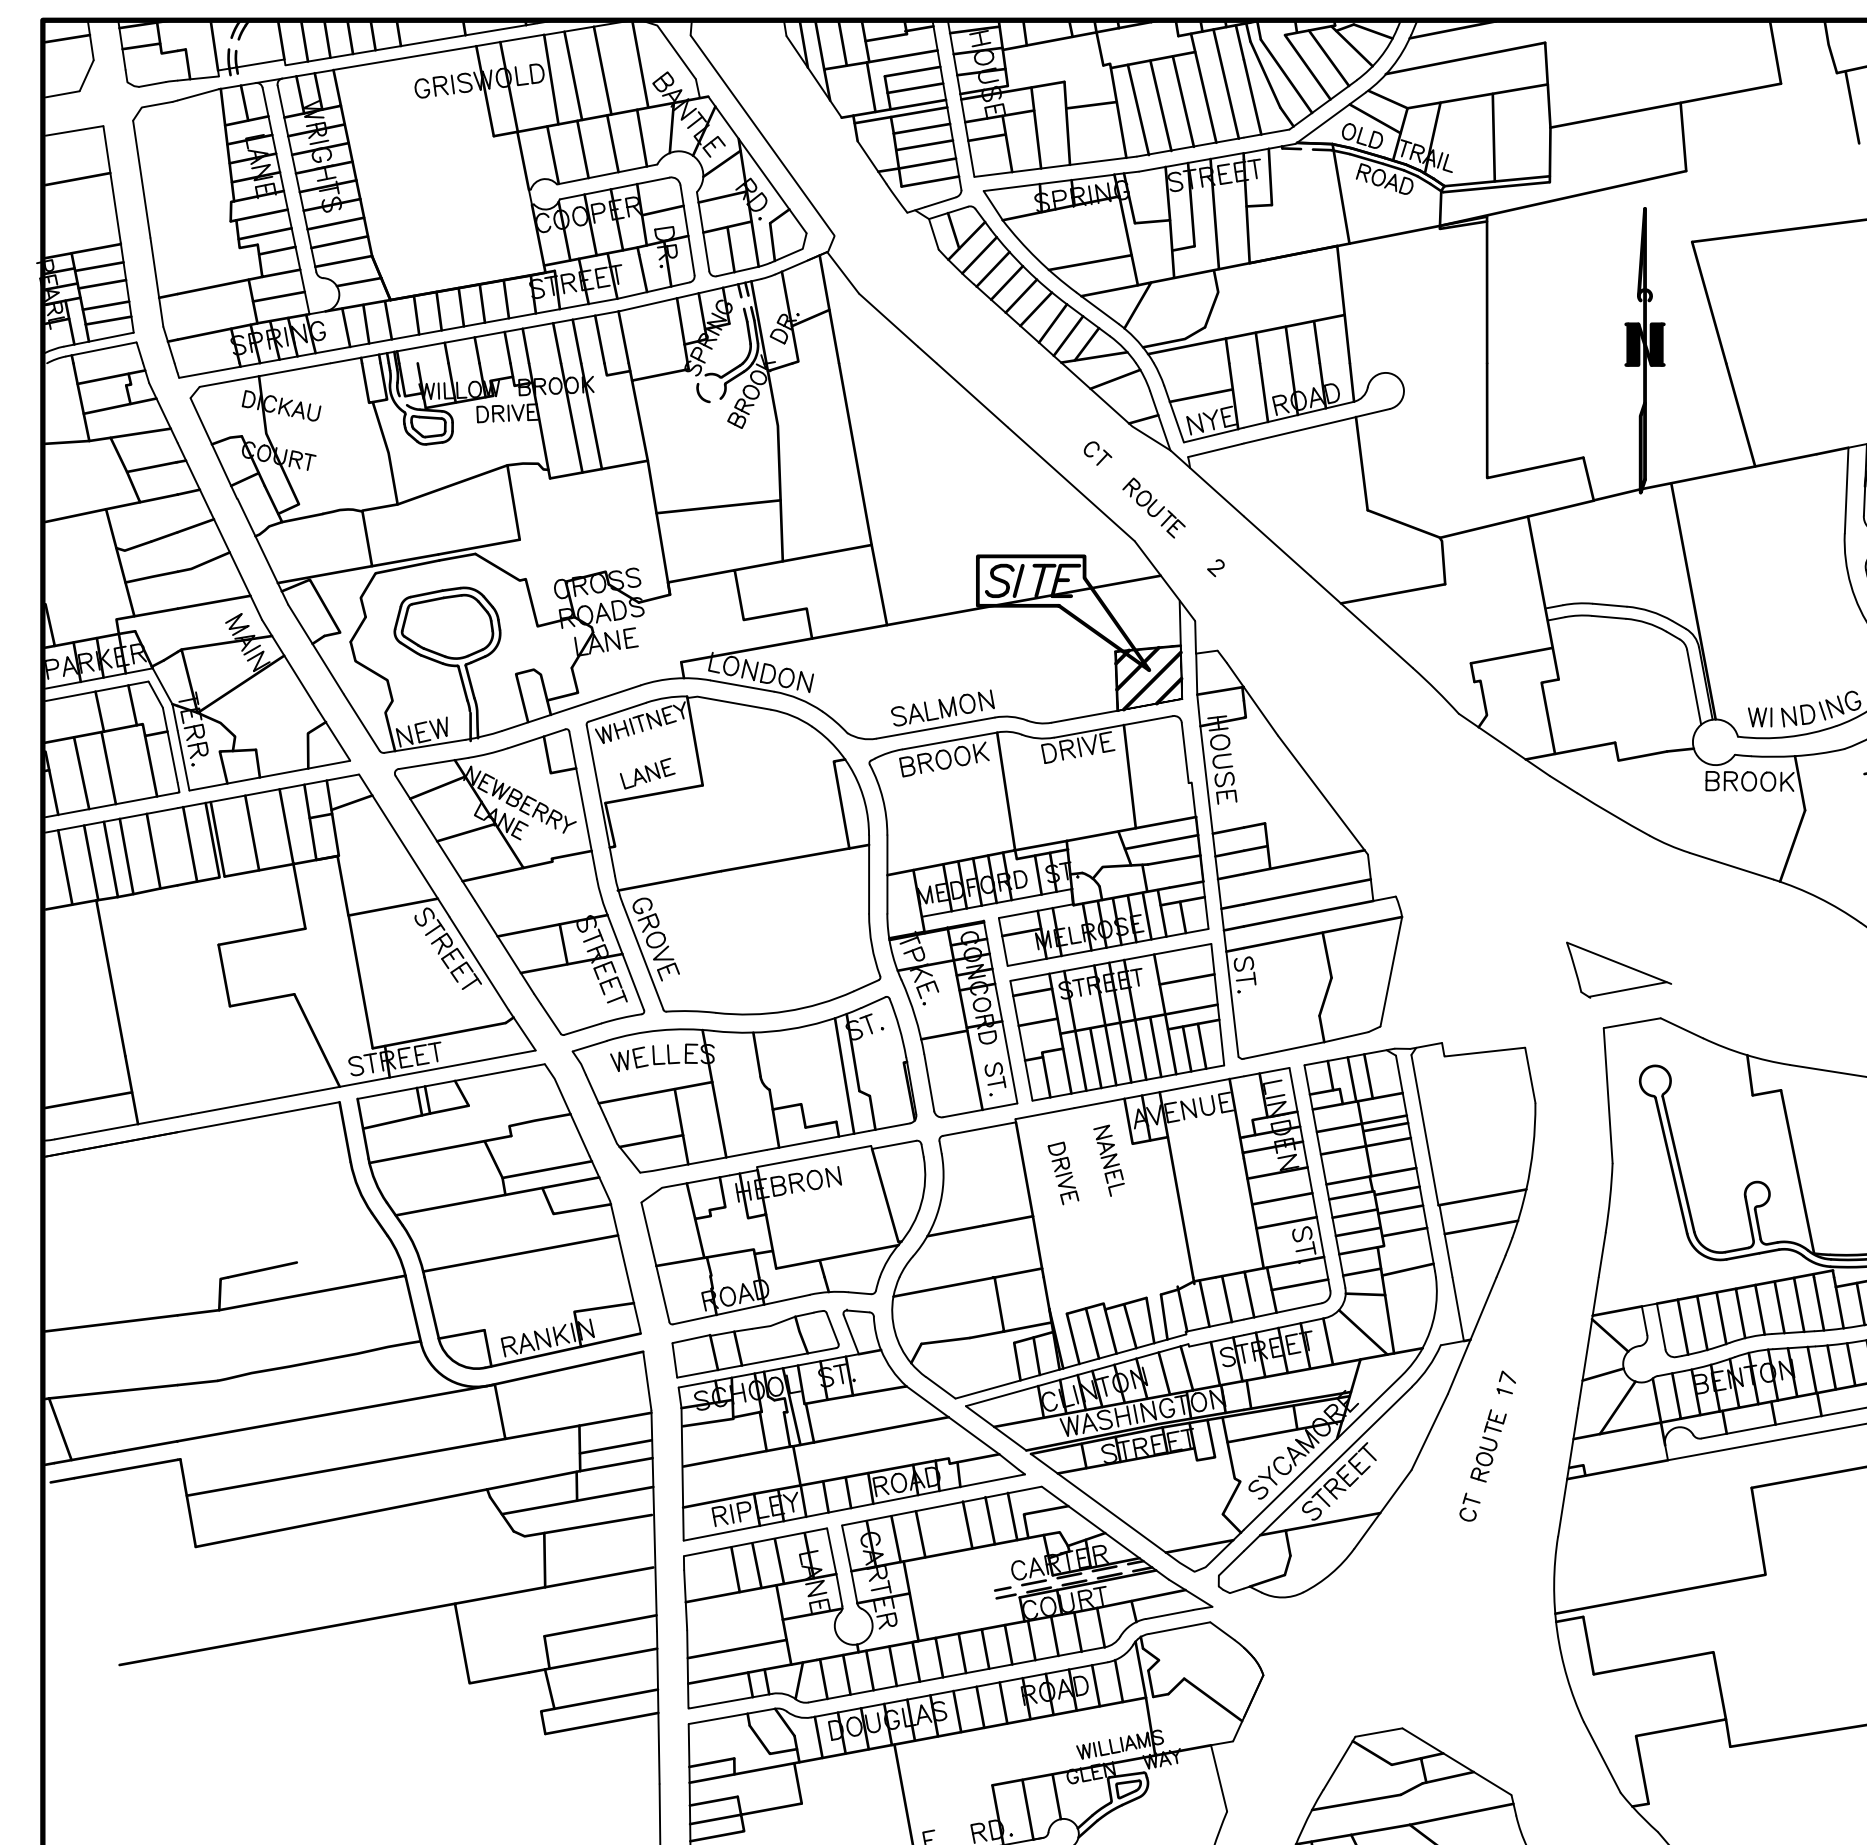 GRISWOLD
BANTLE
RD.
HOUSE
WRIGHTS
LANE
OLD TRAIL
ROAD
SPRING STREET
COOPER
DR.
PEARL
SPRING
STREET
SPRING
BROOK
DR.
WILLOW BROOK
DRIVE
DICKAU
COURT
NYE ROAD
N
CT ROUTE 2
SITE
CROSS
ROADS
LANE
MAIN
PARKER
TERR.
NEW
LONDON
WHITNEY
LANE
SALMON
BROOK
DRIVE
HOUSE
NEWBERRY
LANE
WINDING
BROOK
MEDFORD ST.
MELROSE
STREET
STREET
STREET
GROVE
TPKE.
CONCORD ST.
ST.
STREET
WELLES
ST.
AVENUE
LINDEN
ST.
NANEL
DRIVE
HEBRON
ROAD
RANKIN
SCHOOL ST.
CLINTON
STREET
WASHINGTON
STREET
SYCAMORE
STREET
CT ROUTE 17
BENTON
RIPLEY
ROAD
CARTER
LANE
CARTER
COURT
DOUGLAS
ROAD
WILLIAMS
GLEN WAY
RD.